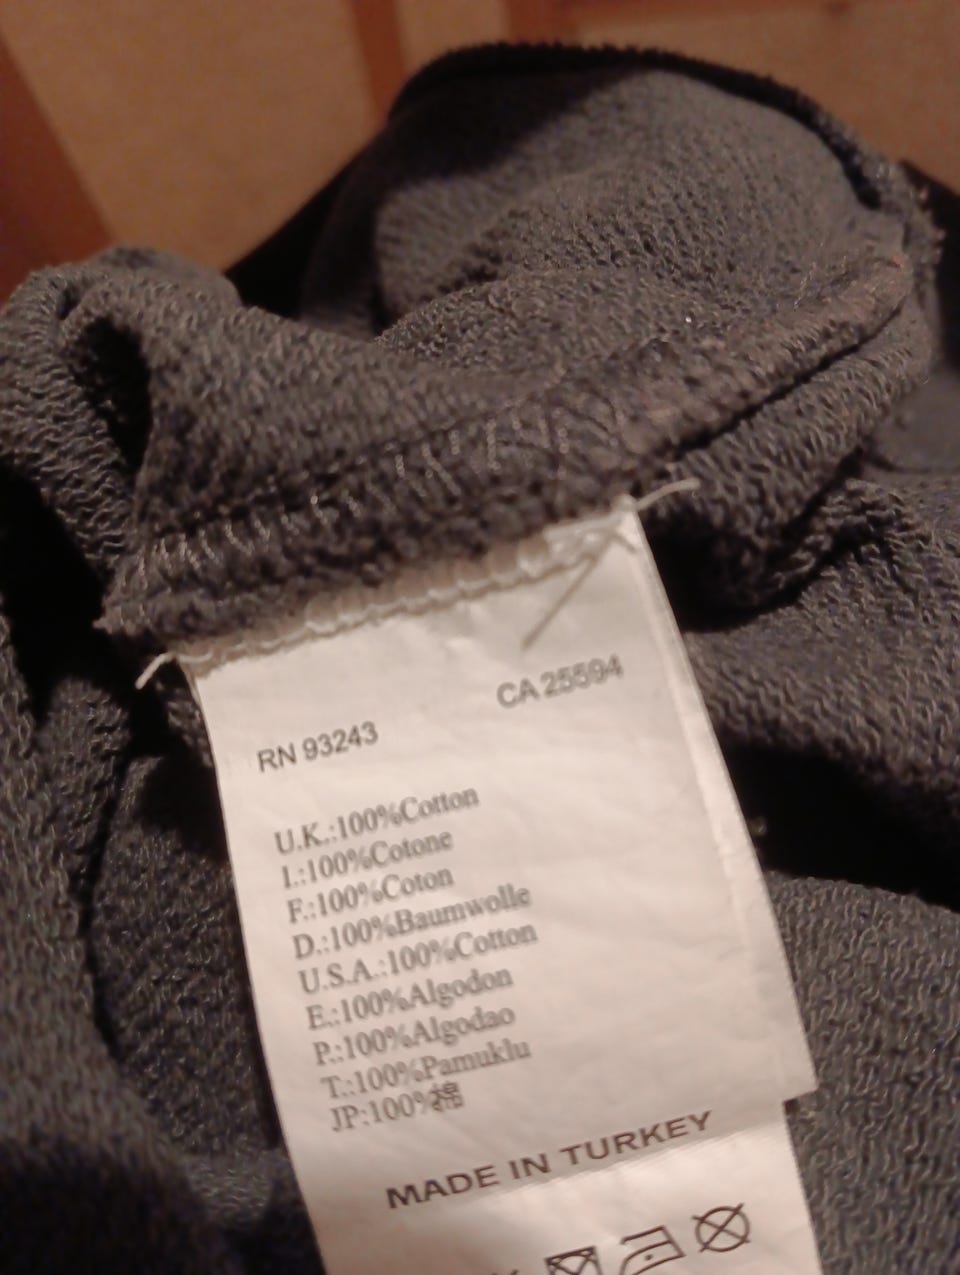 CA 25594
RN 93243
U.K.:100%Cotton
I.:100%Cotone
F.:100%Coton
D.:100%Baumwolle
U.S.A.:100%Cotton
E.:100%Algodon
P.:100%Algodao
T.:100%Pamuklu
JP:100%綿
MADE IN TURKEY